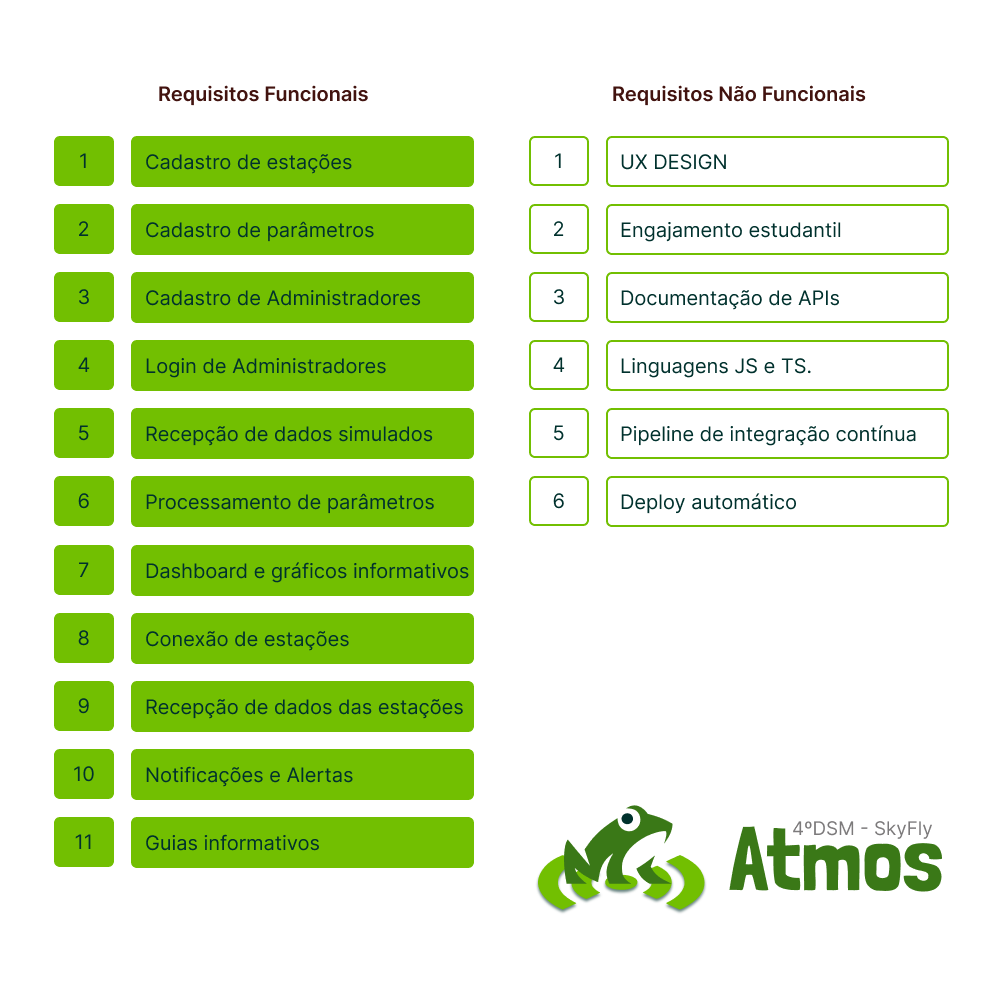 Requisitos Funcionais
1 Cadastro de estações
2 Cadastro de parâmetros
3 Cadastro de Administradores
4 Login de Administradores
5 Recepção de dados simulados
6 Processamento de parâmetros
7 Dashboard e gráficos informativos
8 Conexão de estações
9 Recepção de dados das estações
10 Notificações e Alertas
11 Guias informativos
Requisitos Não Funcionais
1 UX DESIGN
2 Engajamento estudantil
3 Documentação de APIs
4 Linguagens JS e TS.
5 Pipeline de integração contínua
6 Deploy automático
4ºDSM - SkyFly
Atmos